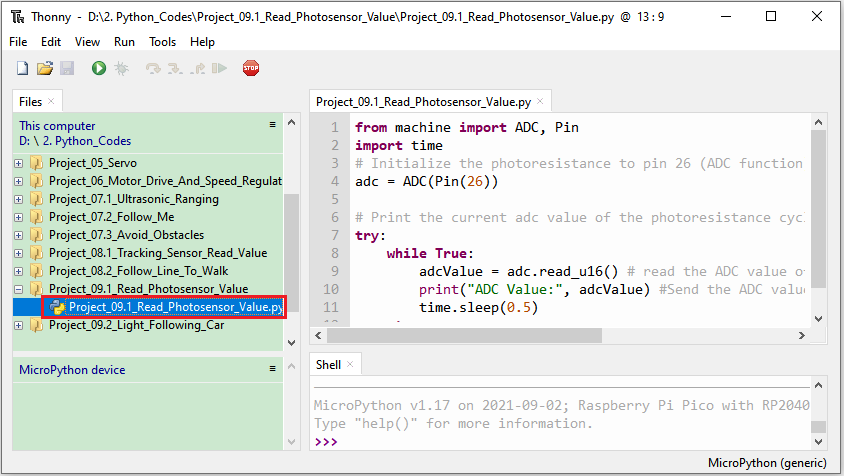 Thonny - D:\2. Python_Codes\Project_09.1_Read_Photosensor_Value\Project_09.1_Read_Photosensor_Value.py @ 13 : 9
File Edit View Run Tools Help
STOP
Files
This computer
D: \ 2. Python_Codes
Project_05_Servo
Project_06_Motor_Drive_And_Speed_Regulat
Project_07.1_Ultrasonic_Ranging
Project_07.2_Follow_Me
Project_07.3_Avoid_Obstacles
Project_08.1_Tracking_Sensor_Read_Value
Project_08.2_Follow_Line_To_Walk
Project_09.1_Read_Photosensor_Value
Project_09.1_Read_Photosensor_Value.py
Project_09.2_Light_Following_Car
MicroPython device
Project_09.1_Read_Photosensor_Value.py
1 from machine import ADC, Pin
2 import time
3 # Initialize the photoresistance to pin 26 (ADC function
4 adc = ADC(Pin(26))
5
6 # Print the current adc value of the photoresistance cyc
7 try:
8 while True:
9 adcValue = adc.read_u16() # read the ADC value o
10 print("ADC Value:", adcValue) #Send the ADC value
11 time.sleep(0.5)
Shell
MicroPython v1.17 on 2021-09-02; Raspberry Pi Pico with RP2040
Type "help()" for more information.
>>>
MicroPython (generic)